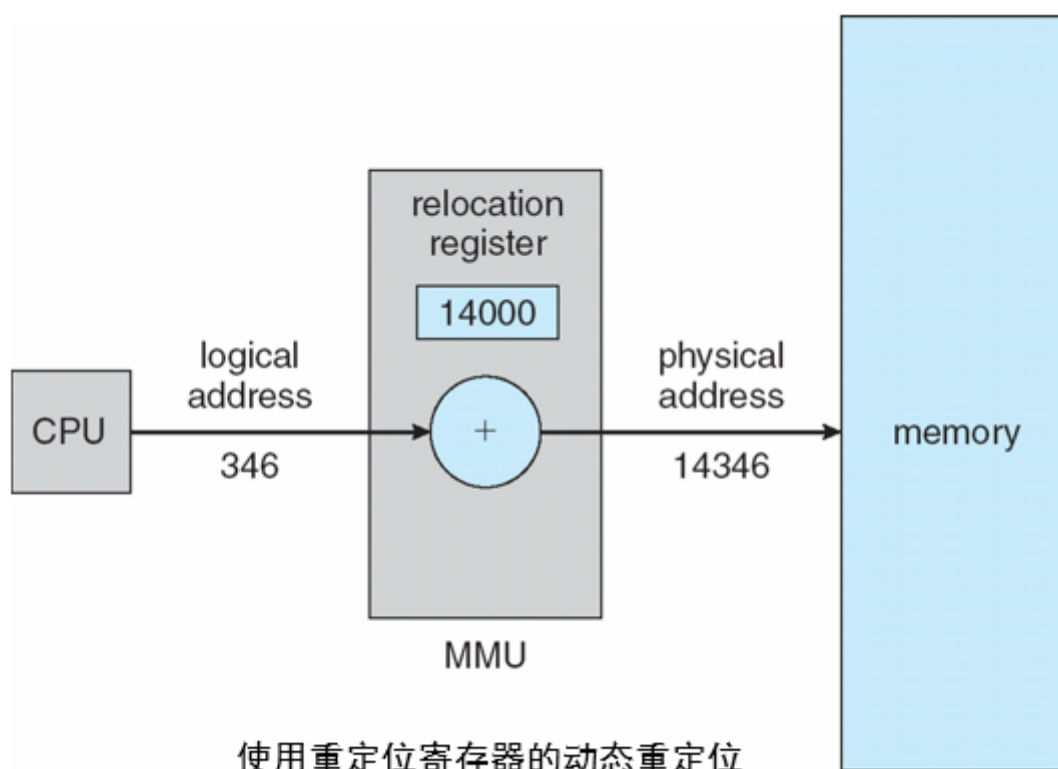 relocation
register
14000
logical
address
physical
address
CPU
+
memory
346
14346
MMU
使用重定位寄存器的动态重定位